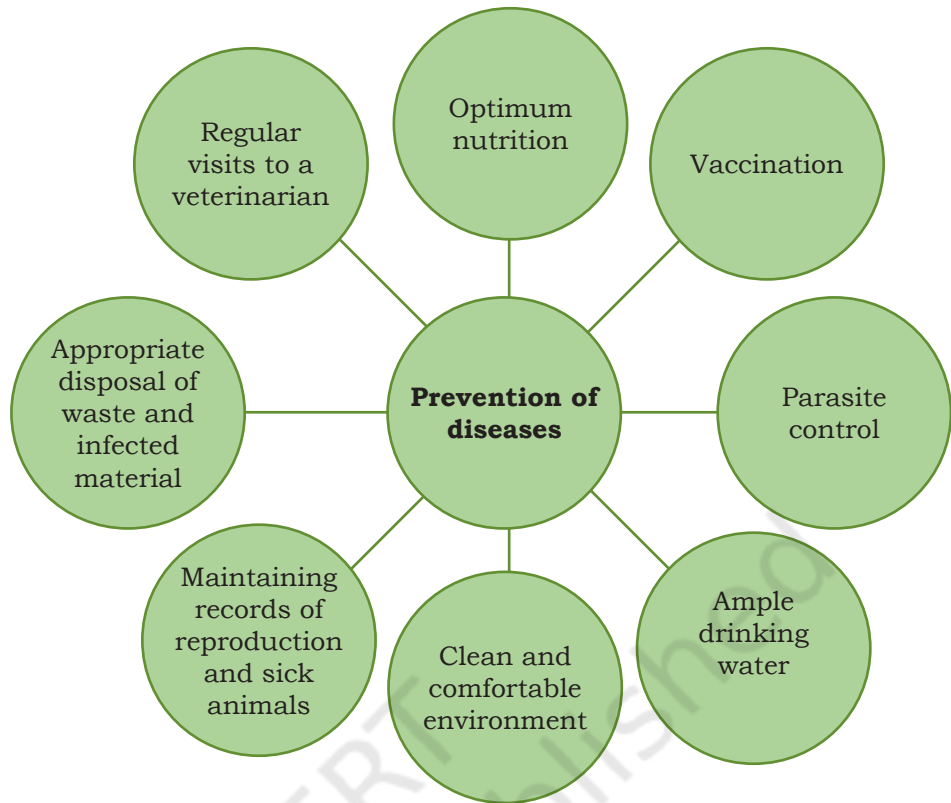 Optimum
nutrition
Vaccination
Parasite
control
Ample
drinking
water
Clean and
comfortable
environment
Maintaining
records of
reproduction
and sick
animals
Appropriate
disposal of
waste and
infected
material
Regular
visits to a
veterinarian
Prevention of
diseases